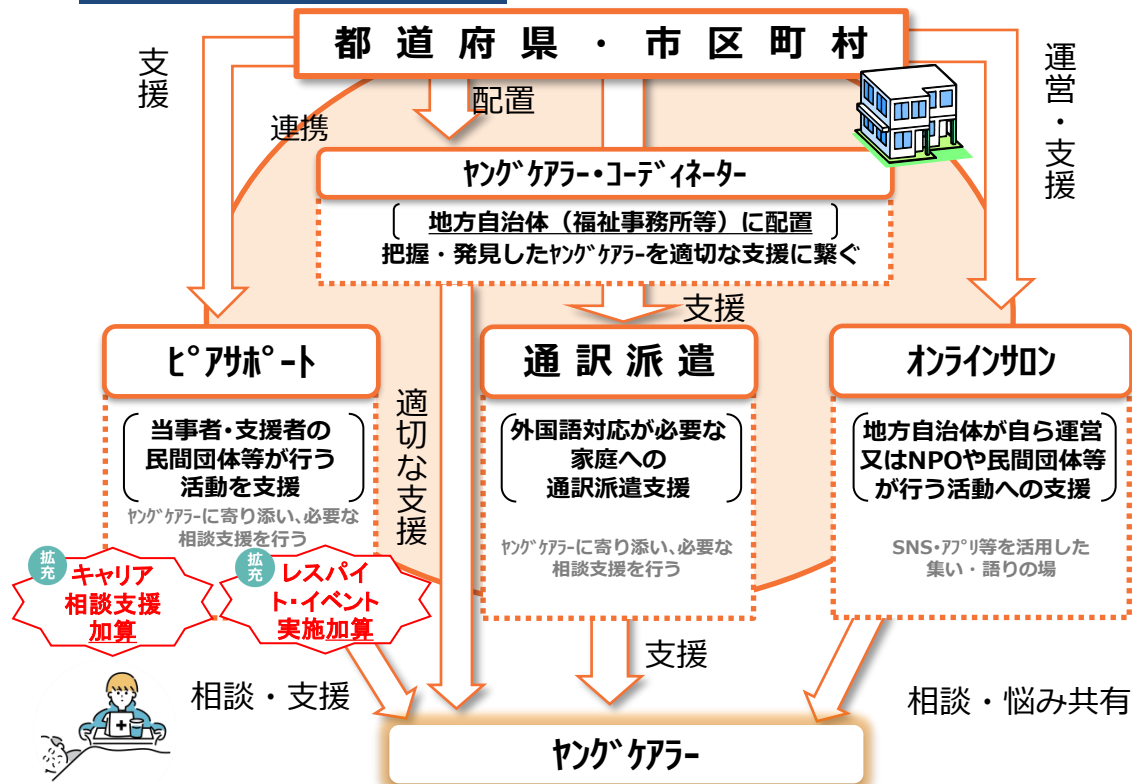 都道府県・市区町村
支援
連携
配置
運営・支援
ﾔﾝｸﾞｹｱﾗｰ・ｺｰﾃﾞｨﾈｰﾀｰ
地方自治体（福祉事務所等）に配置
把握・発見したﾔﾝｸﾞｹｱﾗｰを適切な支援に繋ぐ
支援
ﾋﾟｱｻﾎﾟｰﾄ
当事者・支援者の
民間団体等が行う
活動を支援
ﾔﾝｸﾞｹｱﾗｰに寄り添い、必要な
相談支援を行う
拡充
キャリア
相談支援
加算
拡充
レスパイ
ト・イベント
実施加算
適切な支援
通訳派遣
外国語対応が必要な
家庭への
通訳派遣支援
ﾔﾝｸﾞｹｱﾗｰに寄り添い、必要な
相談支援を行う
オンラインサロン
地方自治体が自ら運営
又はNPOや民間団体等
が行う活動への支援
SNS・ｱﾌﾟﾘ等を活用した
集い・語りの場
相談・支援
支援
相談・悩み共有
ﾔﾝｸﾞｹｱﾗｰ